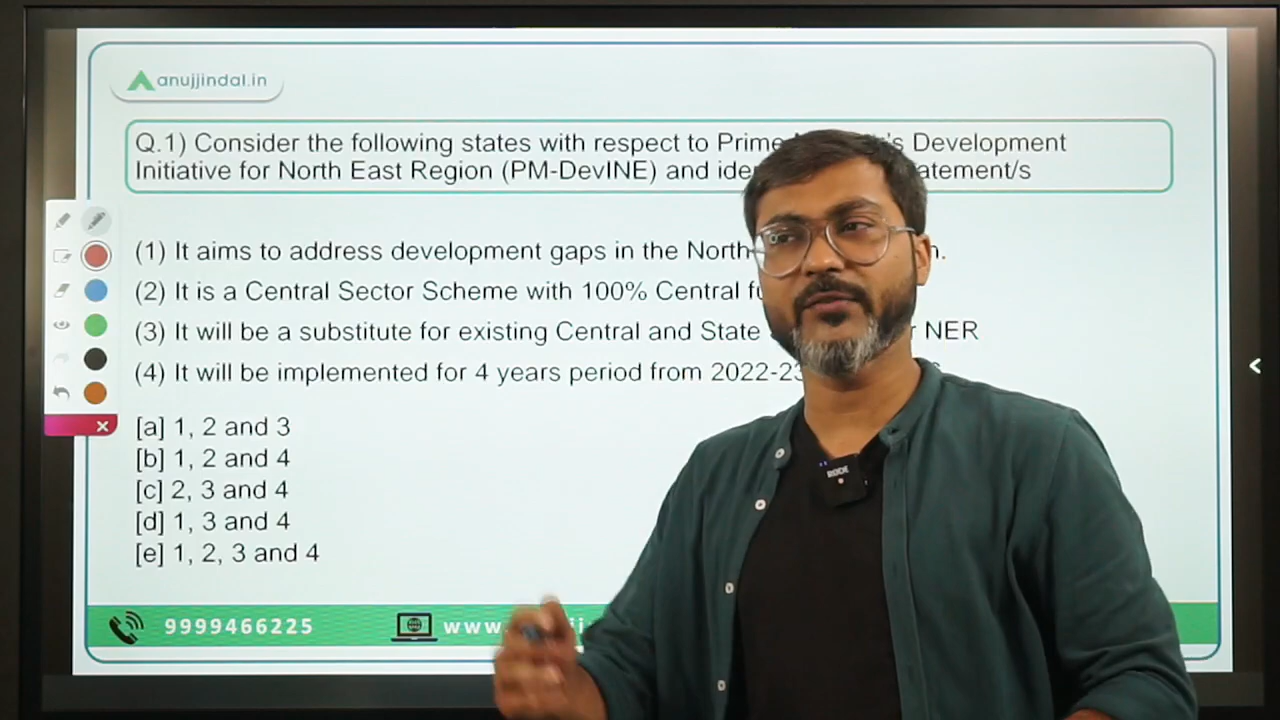 anujjindal.in
Q.1) Consider the following states with respect to Prime Development
Initiative for North East Region (PM-DevINE) and
(1) It aims to address development gaps in the North
(2) It is a Central Sector Scheme with 100% Central
(3) It will be a substitute for existing Central and State NER
(4) It will be implemented for 4 years period from 2022-23
[a] 1, 2 and 3
[b] 1, 2 and 4
[c] 2, 3 and 4
[d] 1, 3 and 4
[e] 1, 2, 3 and 4
RODE
9999466225
www.